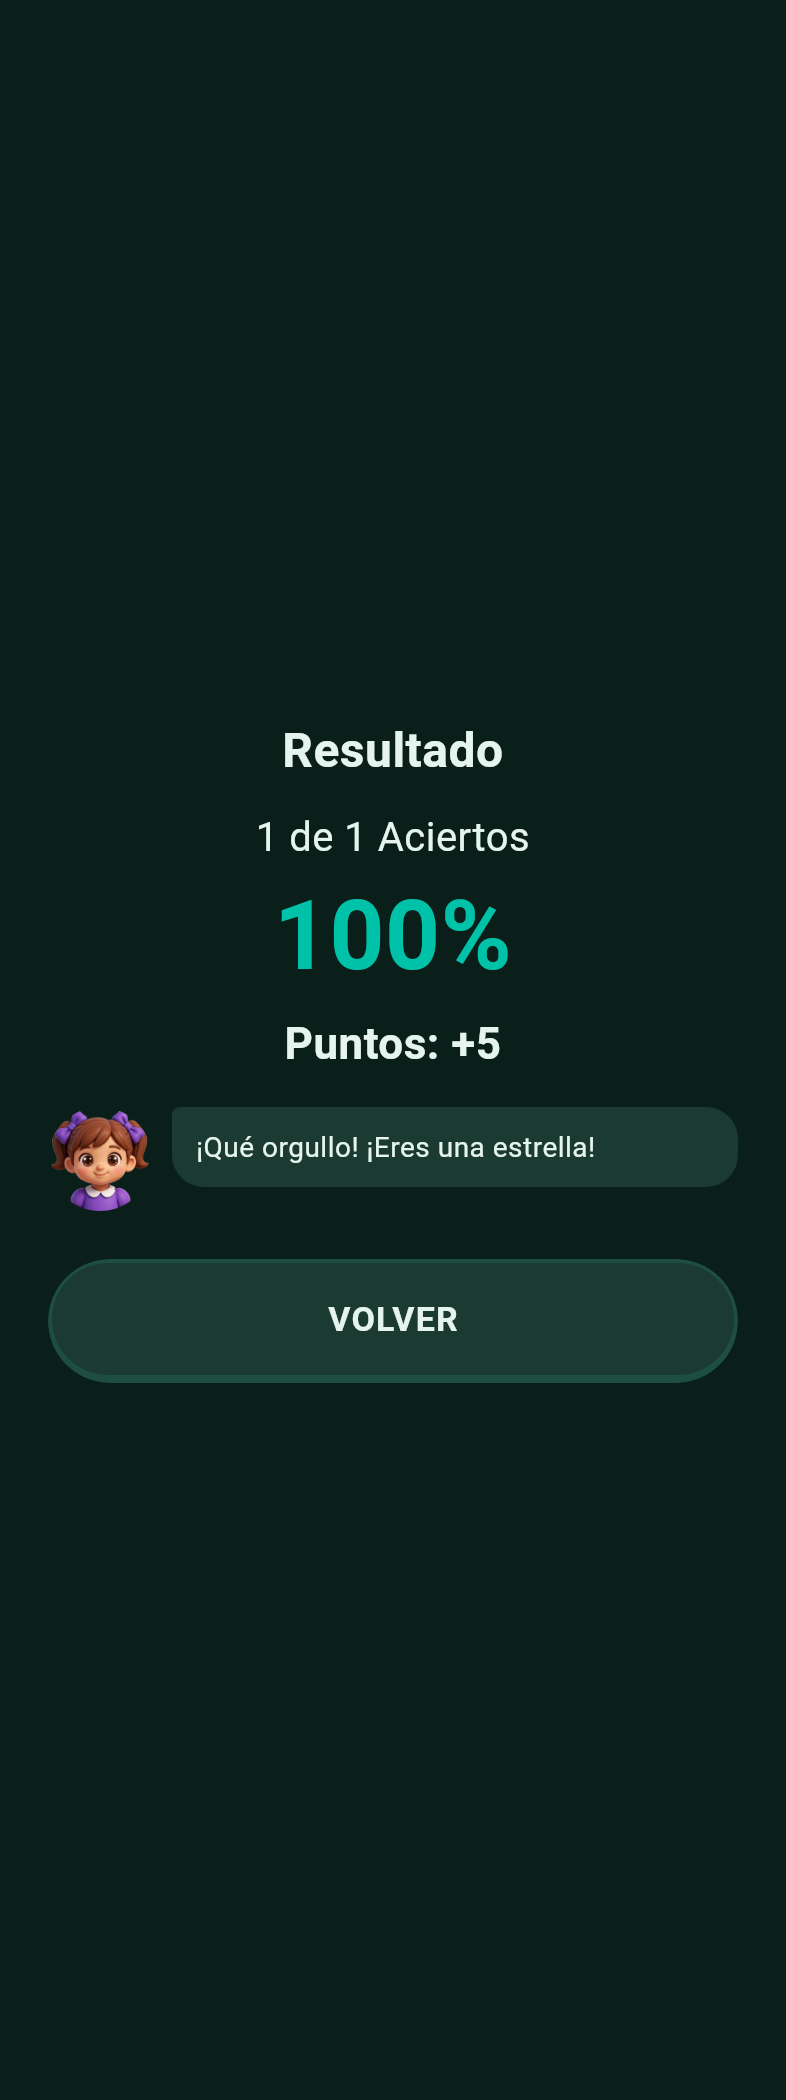 Resultado
1 de 1 Aciertos
100%
Puntos: +5
¡Qué orgullo! ¡Eres una estrella!
VOLVER